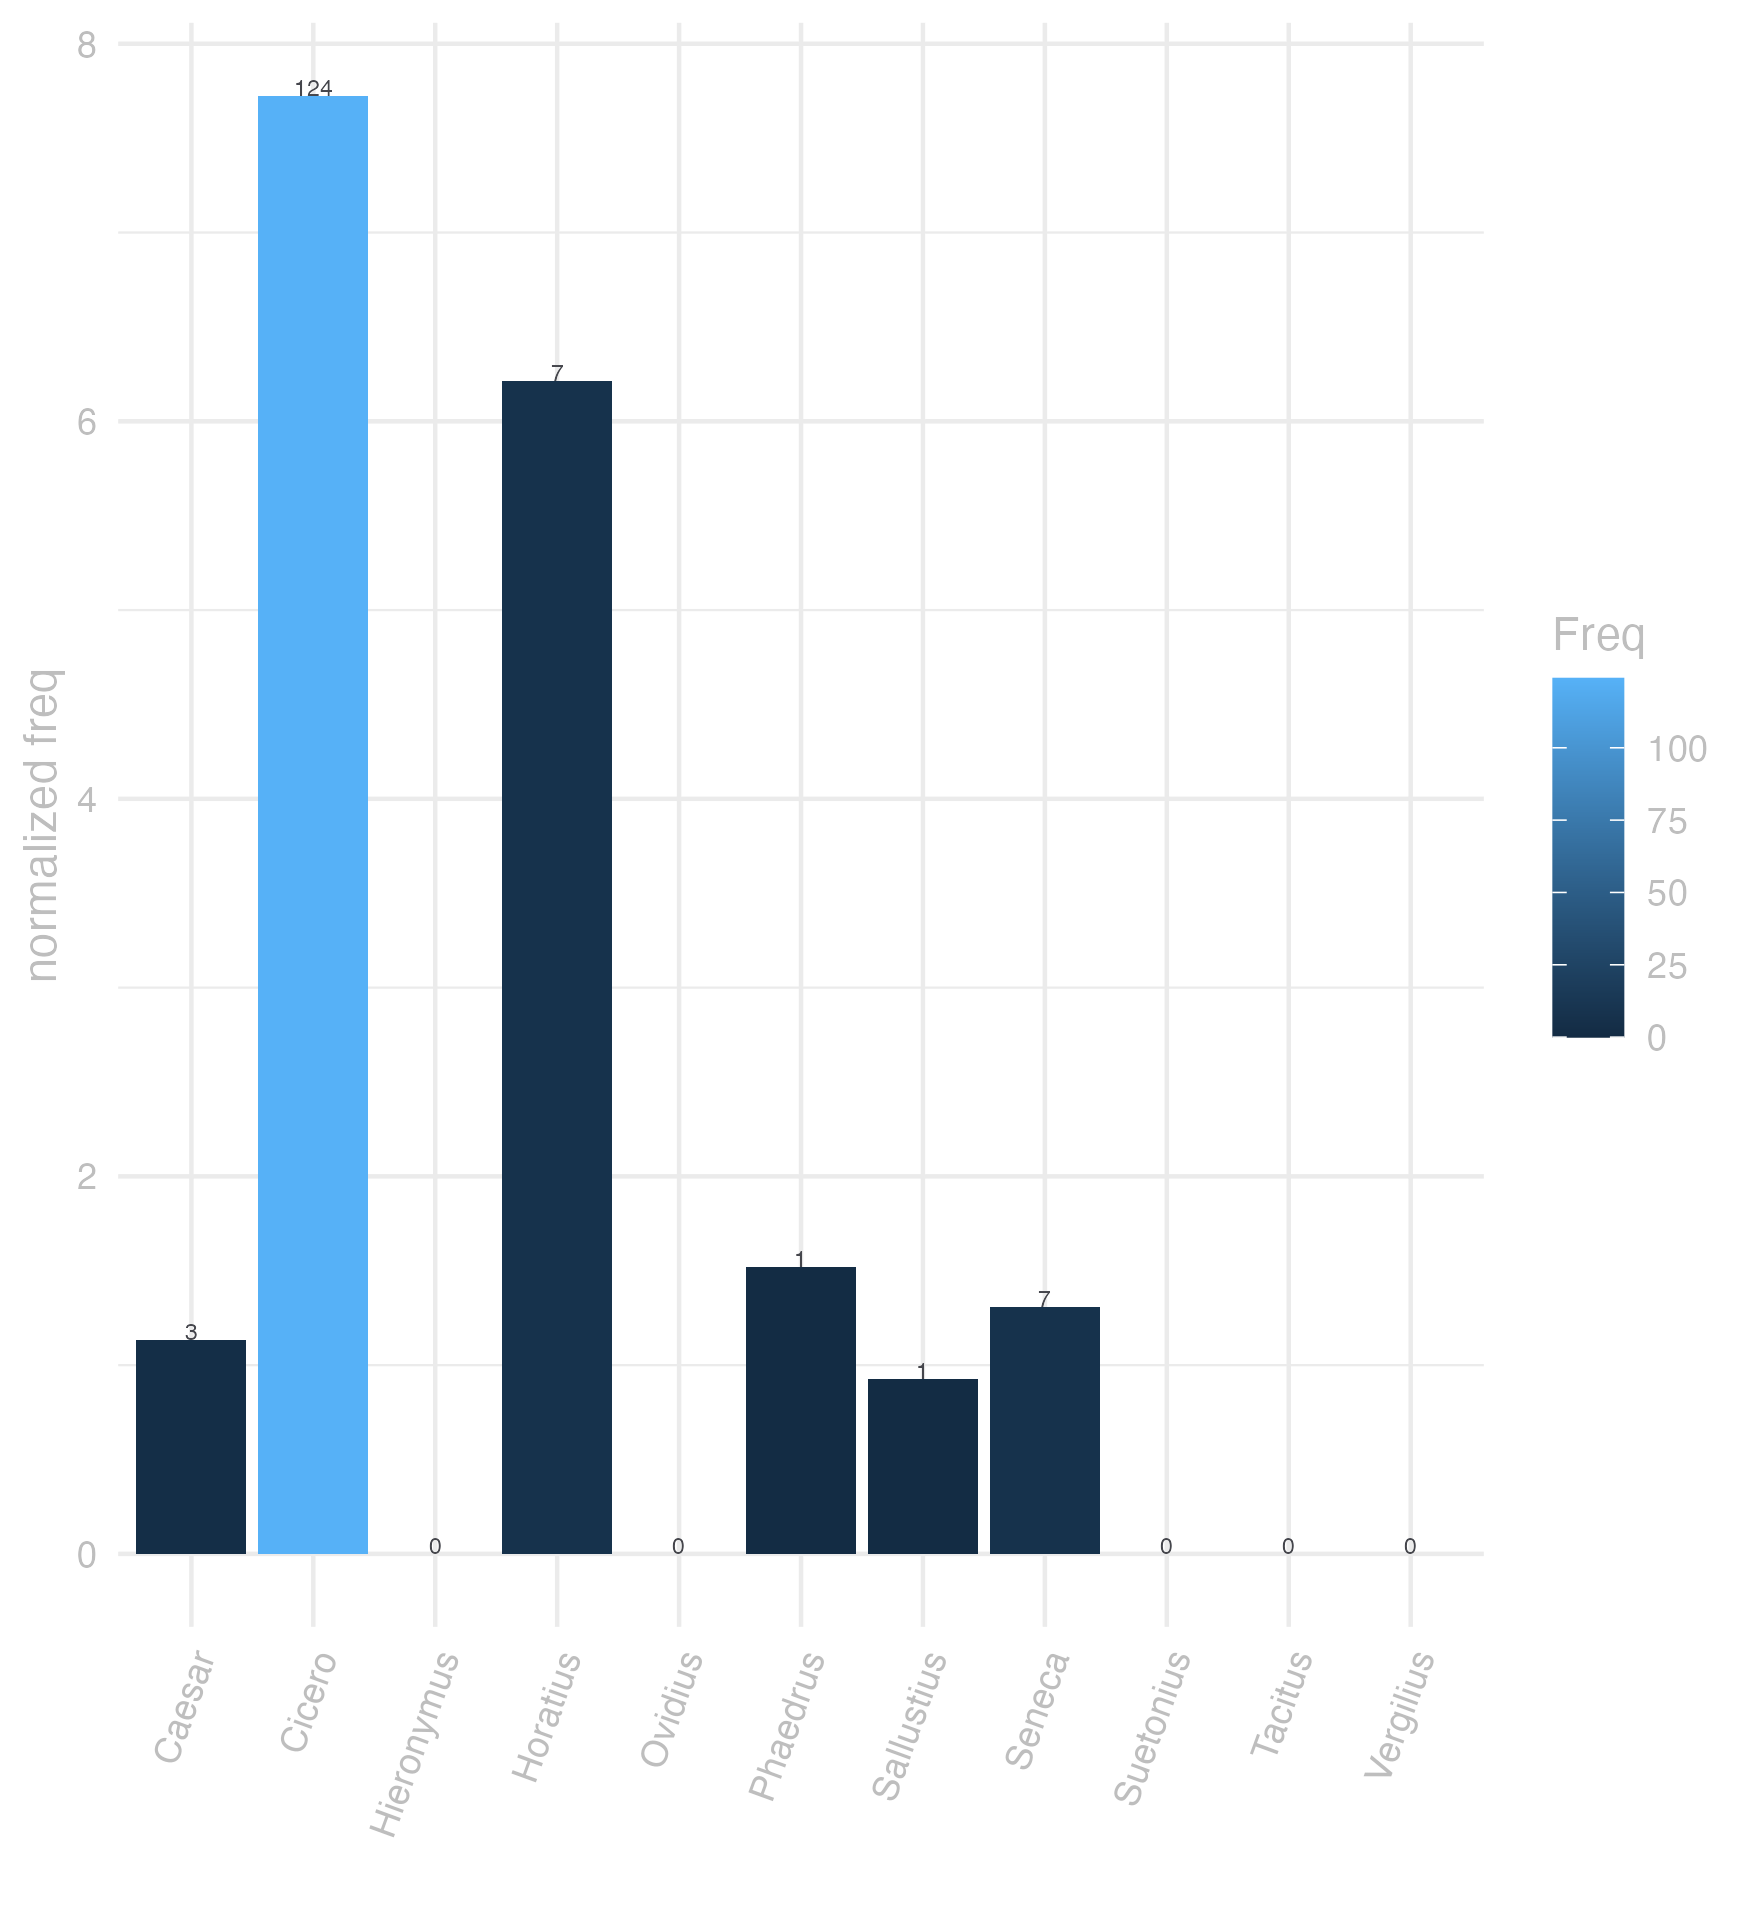 8
6
4
2
0
normalized freq
124
7
1
7
3
1
0
0
0
0
0
Caesar
Cicero
Hieronymus
Horatius
Ovidius
Phaedrus
Sallustius
Seneca
Suetonius
Tacitus
Vergilius
Freq
100
75
50
25
0